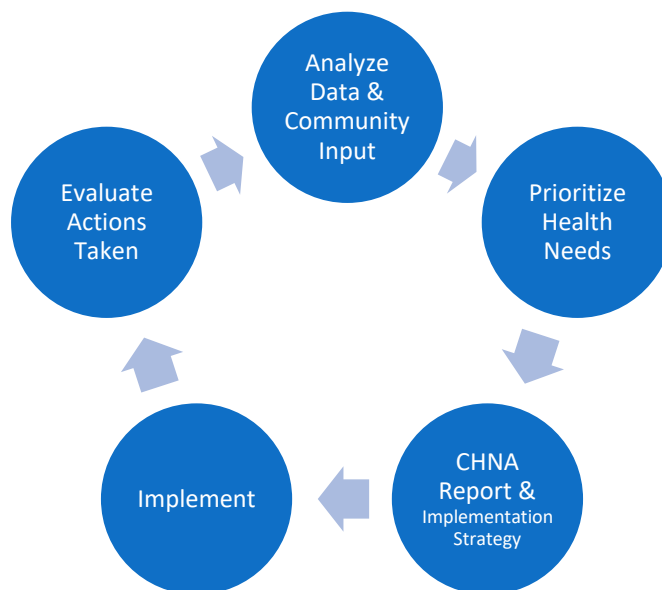 Analyze
Data &
Community
Input
Prioritize
Health
Needs
CHNA
Report &
Implementation
Strategy
Implement
Evaluate
Actions
Taken